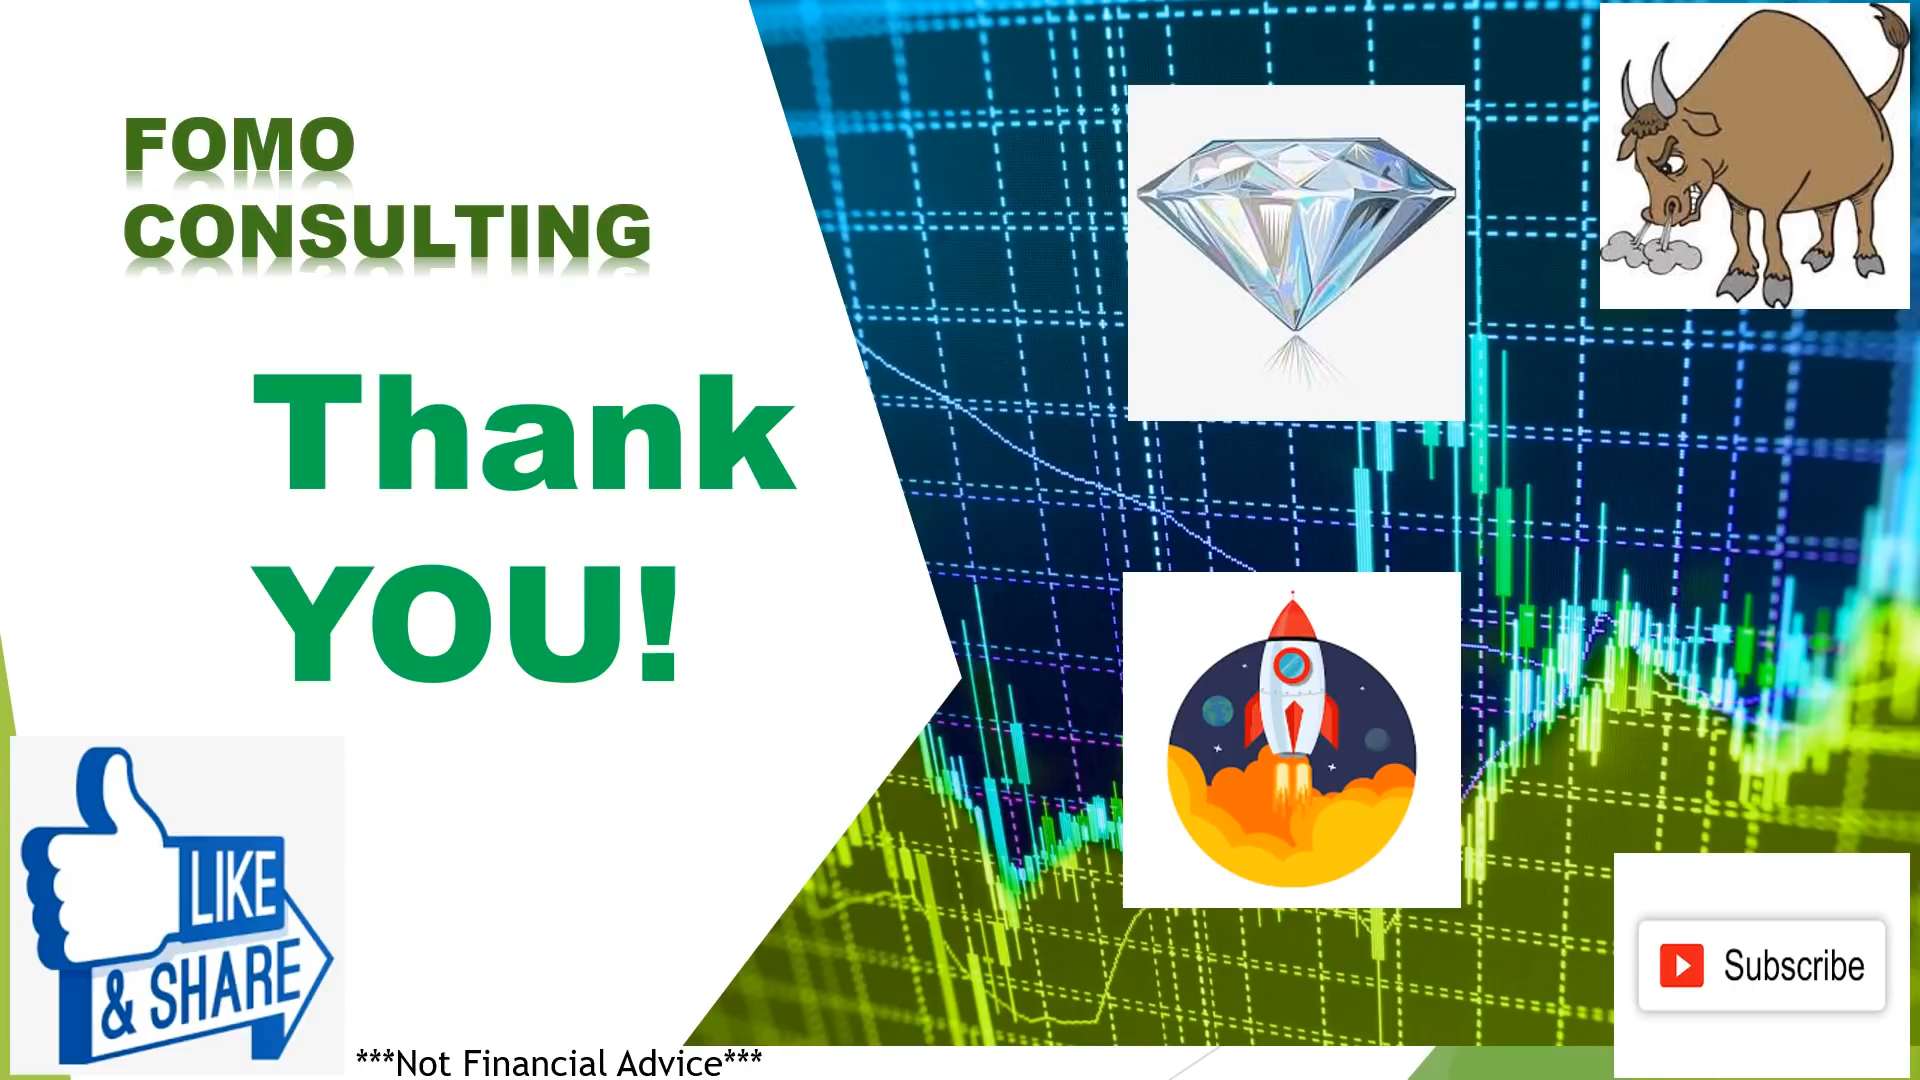 FOMO
CONSULTING
Thank
YOU!
LIKE
& SHARE
***Not Financial Advice***
Subscribe